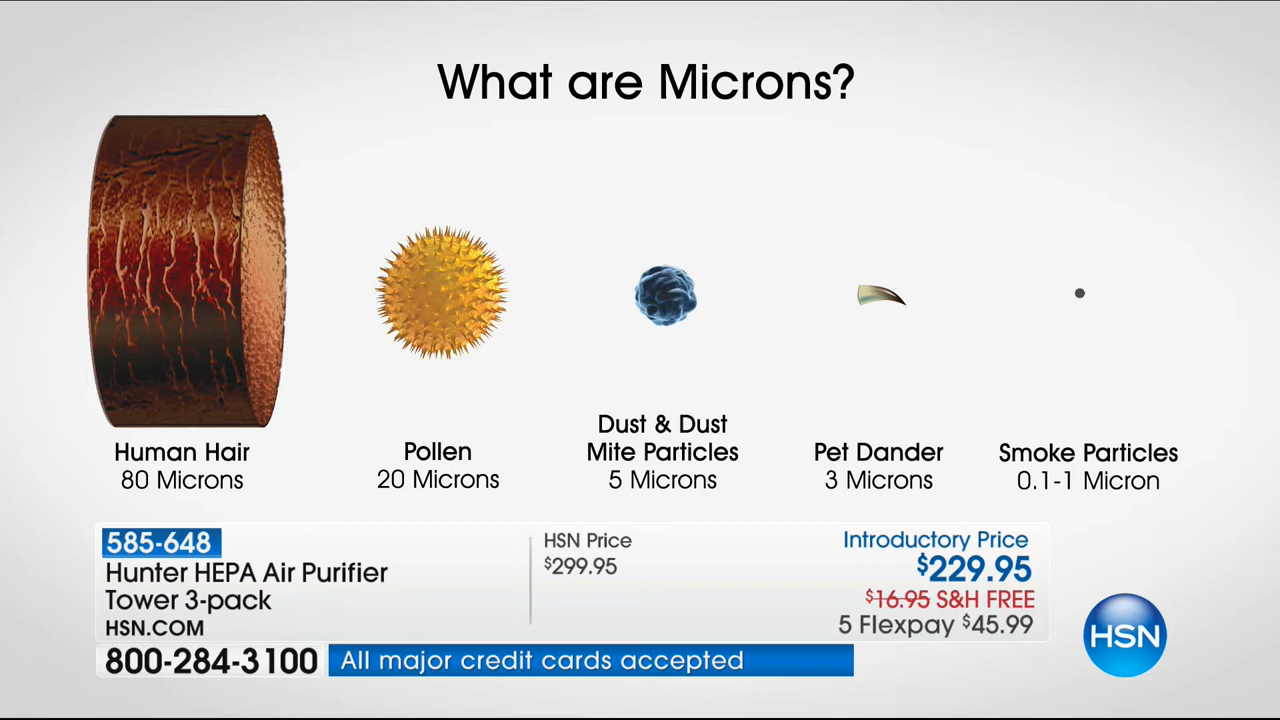 What are Microns?
Human Hair
80 Microns
Pollen
20 Microns
Dust & Dust
Mite Particles
5 Microns
Pet Dander
3 Microns
Smoke Particles
0.1-1 Micron
585-648
Hunter HEPA Air Purifier
Tower 3-pack
HSN.COM
HSN Price
$299.95
Introductory Price
$229.95
$16.95 S&H FREE
5 Flexpay $45.99
800-284-3100
All major credit cards accepted
HSN